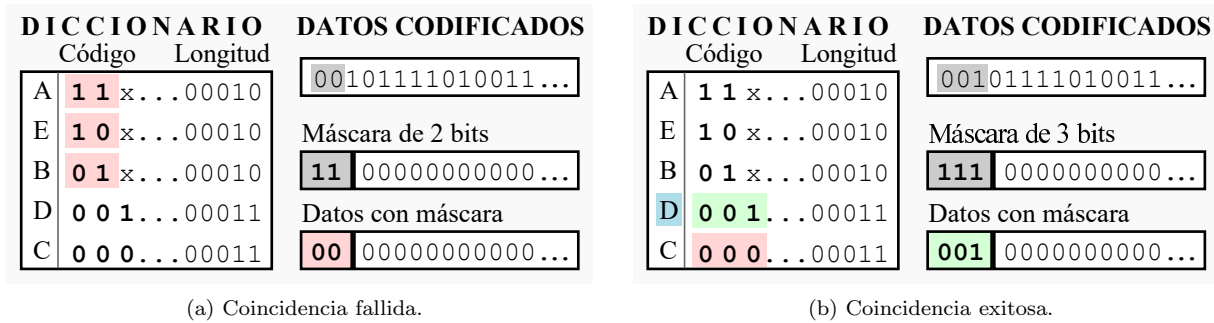 DICCIONARIO DATOS CODIFICADOS
Código Longitud
00101111010011...
A 11x...00010
E 10x...00010
Máscara de 2 bits
B 01x...00010
11 00000000000...
D 001...00011
Datos con máscara
C 000...00011
00 00000000000...
(a) Coincidencia fallida.
DICCIONARIO DATOS CODIFICADOS
Código Longitud
00101111010011...
A 11x...00010
E 10x...00010
Máscara de 3 bits
B 01x...00010
111 0000000000...
D 001...00011
Datos con máscara
C 000...00011
001 0000000000...
(b) Coincidencia exitosa.